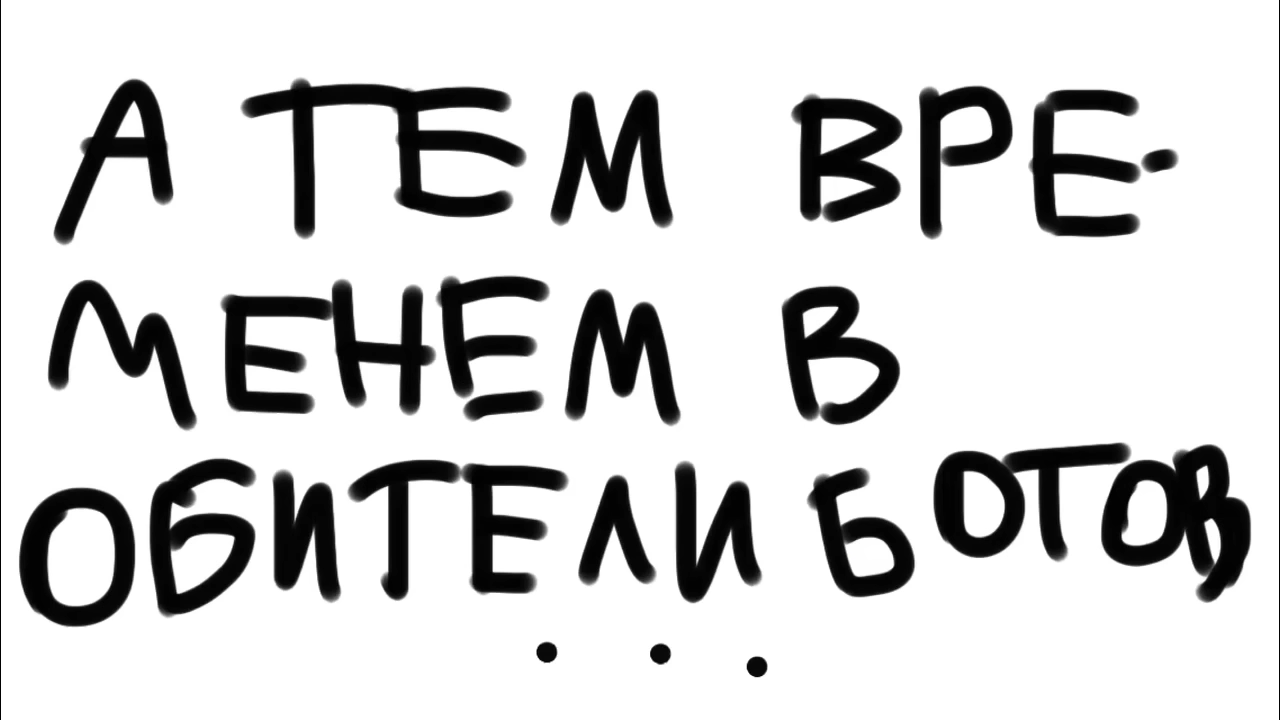 А ТЕМ ВРЕ-
МЕНЕМ В
ОБИТЕЛИ БОТОВ
...